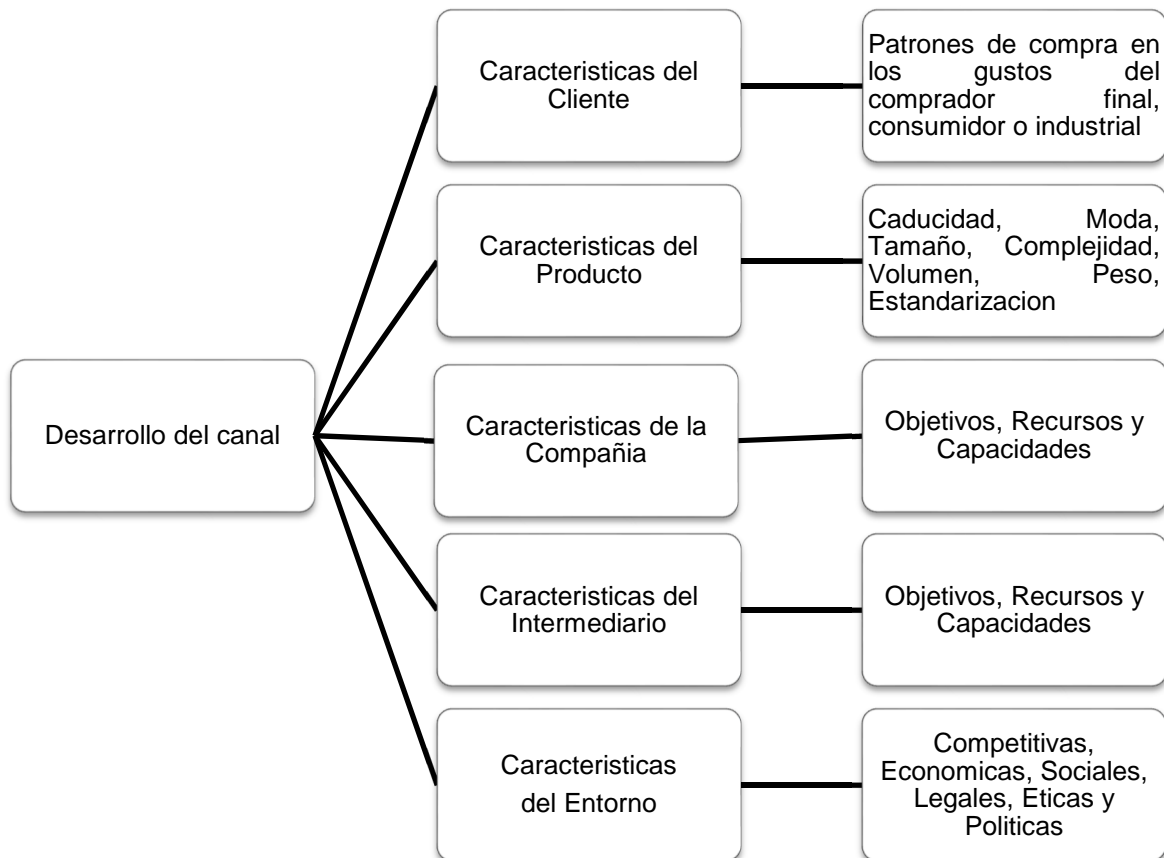 Desarrollo del canal
Caracteristicas del
Cliente
Patrones de compra en
los gustos del
comprador final,
consumidor o industrial
Caracteristicas del
Producto
Caducidad, Moda,
Tamaño, Complejidad,
Volumen, Peso,
Estandarizacion
Caracteristicas de la
Compañia
Objetivos, Recursos y
Capacidades
Caracteristicas del
Intermediario
Objetivos, Recursos y
Capacidades
Caracteristicas
del Entorno
Competitivas,
Economicas, Sociales,
Legales, Eticas y
Politicas